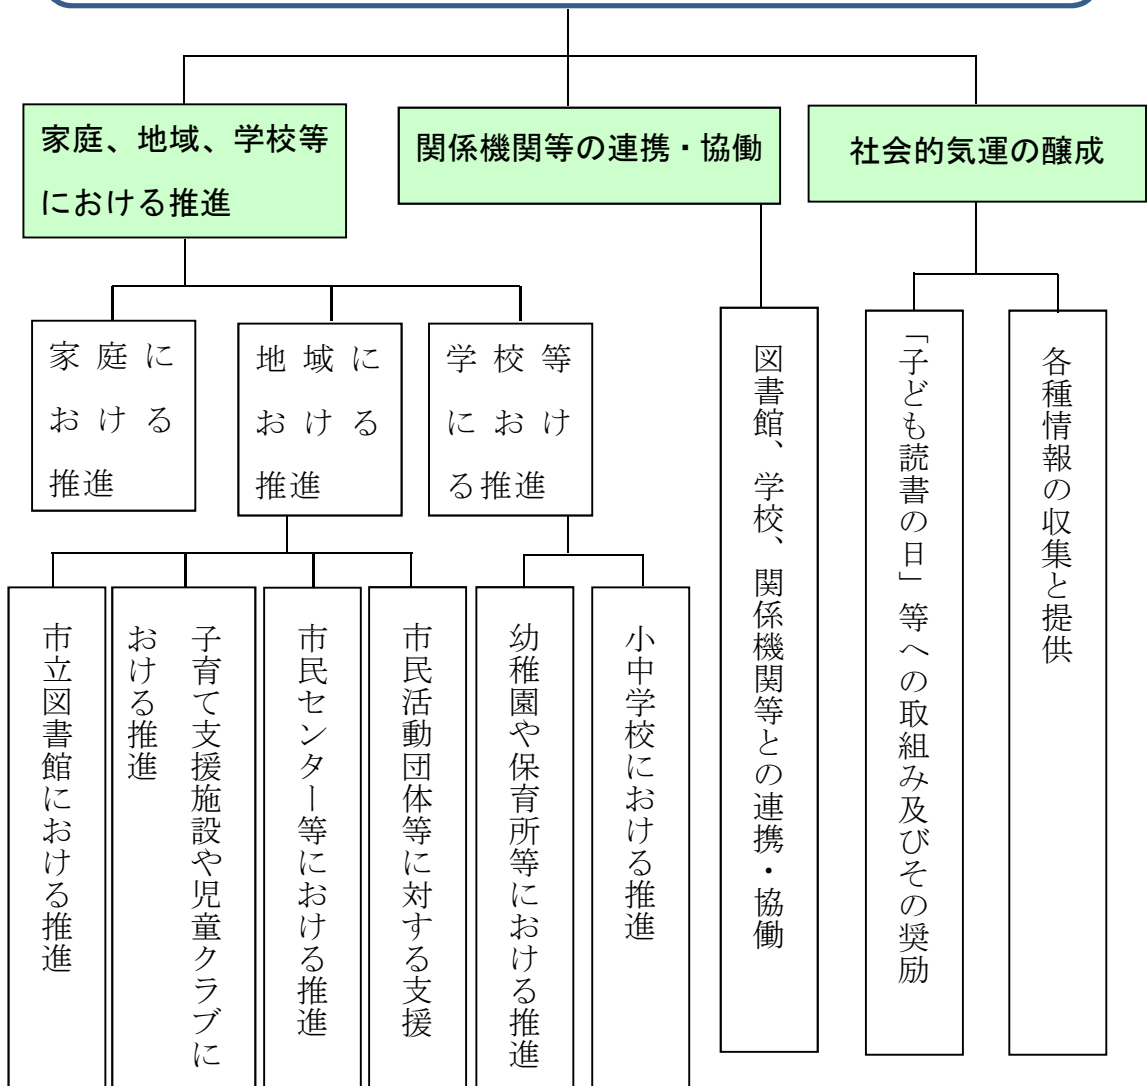 家庭、地域、学校等
における推進
関係機関等の連携・協働
社会的気運の醸成
家庭に
おける
推進
地域に
おける
推進
学校等
におけ
る推進
図書館、学校、関係機関等との連携・協働
「子ども読書の日」等への取組み及びその奨励
各種情報の収集と提供
市立図書館における推進
子育て支援施設や児童クラブに
おける推進
市民センター等における推進
市民活動団体等に対する支援
幼稚園や保育所等における推進
小中学校における推進